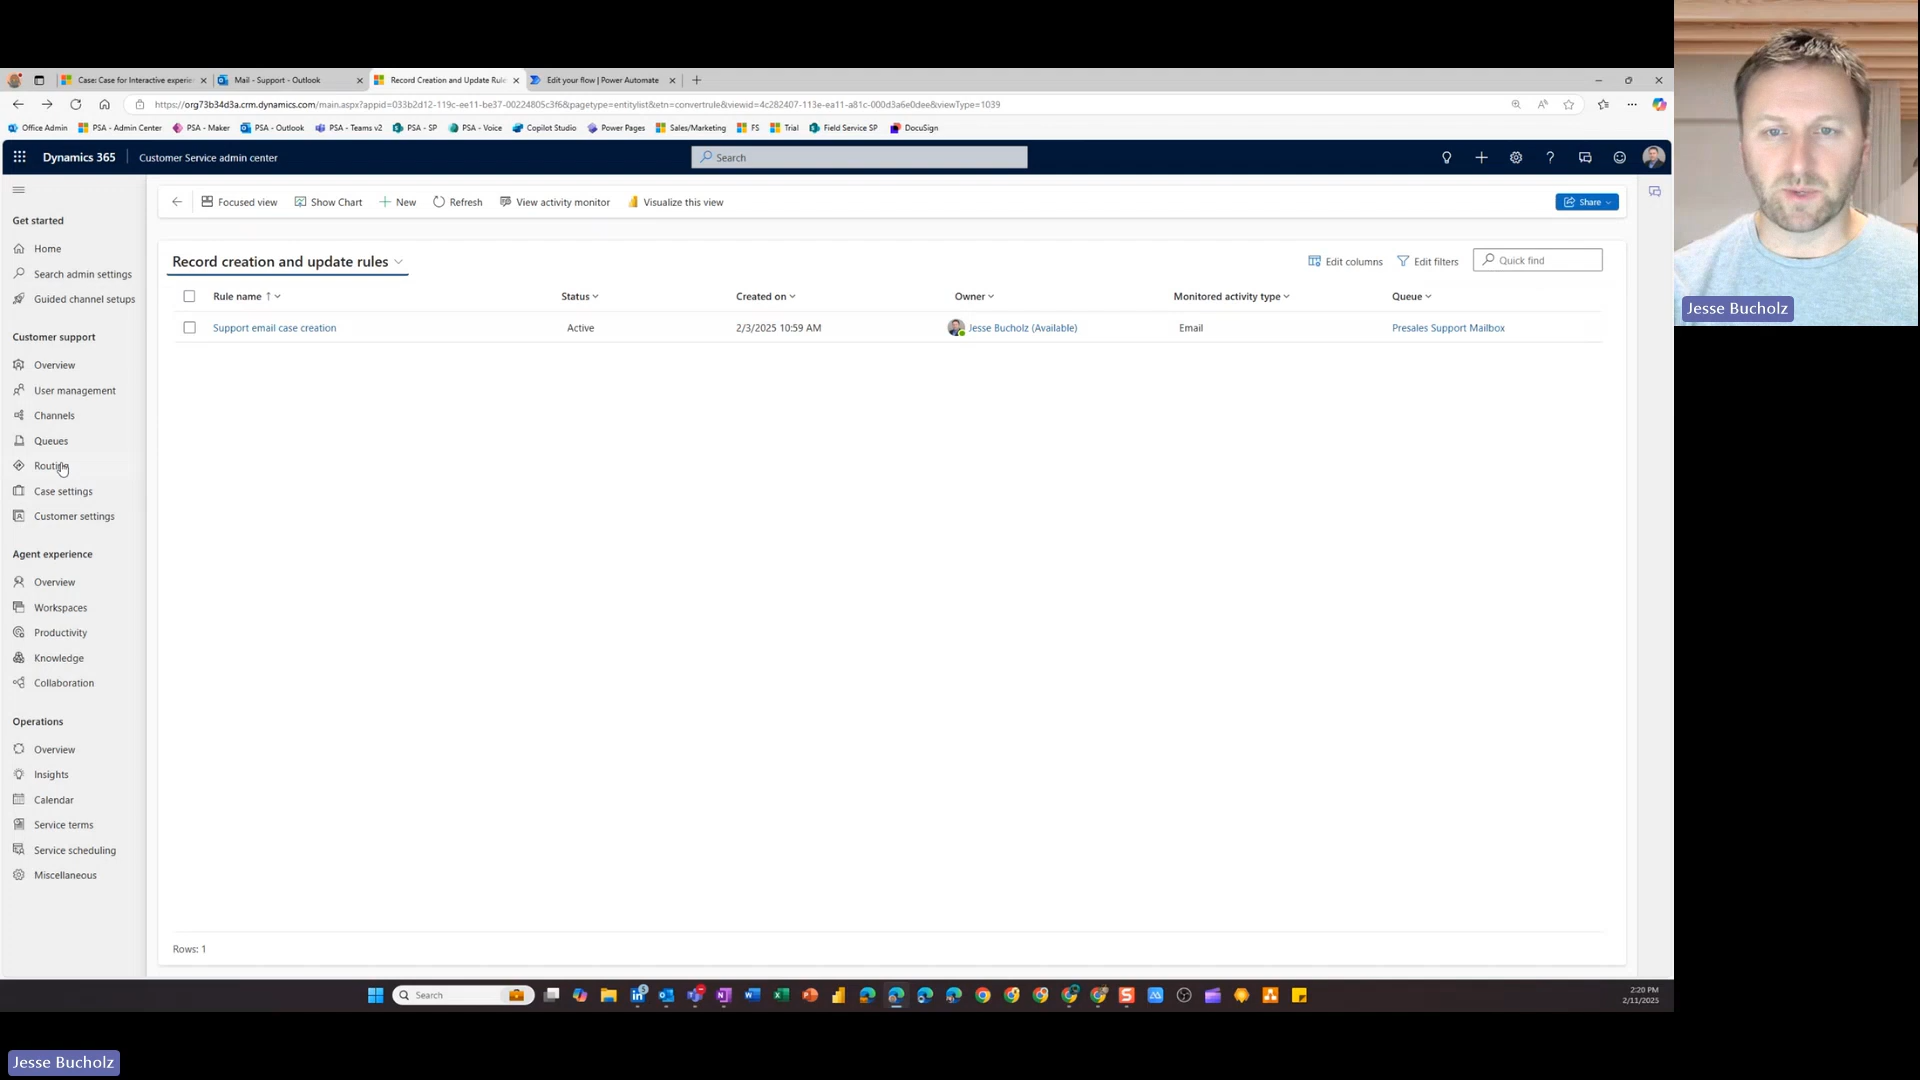 Case: Case for Interactive experien
Mail - Support - Outlook
Record Creation and Update Rule
Edit your flow | Power Automate
https://org73b34d3a.crm.dynamics.com/main.aspx?appid=033b2d12-119c-ee11-be37-00224805c3f6&pagetype=entitylist&etn=convertrule&viewid=4c282407-113e-ea11-a81c-000d3a6e0dee&viewType=1039
Office Admin
PSA - Admin Center
PSA - Maker
PSA - Outlook
PSA - Teams v2
PSA - SP
PSA - Voice
Copilot Studio
Power Pages
Sales/Marketing
FS
Trial
Field Service SP
DocuSign
Dynamics 365
Customer Service admin center
Search
Focused view
Show Chart
New
Refresh
View activity monitor
Visualize this view
Share
Get started
Home
Search admin settings
Guided channel setups
Customer support
Overview
User management
Channels
Queues
Routing
Case settings
Customer settings
Agent experience
Overview
Workspaces
Productivity
Knowledge
Collaboration
Operations
Overview
Insights
Calendar
Service terms
Service scheduling
Miscellaneous
Record creation and update rules
Edit columns
Edit filters
Quick find
Rule name
Status
Created on
Owner
Monitored activity type
Queue
Support email case creation
Active
2/3/2025 10:59 AM
Jesse Bucholz (Available)
Email
Presales Support Mailbox
Rows: 1
Search
2:20 PM
2/11/2025
Jesse Bucholz
Jesse Bucholz